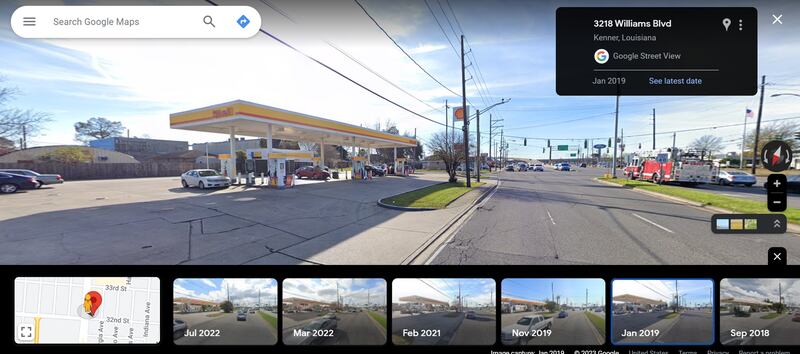 Search Google Maps
3218 Williams Blvd
Kenner, Louisiana
Google Street View
Jan 2019
See latest date
Shell
33rd St
32nd St
Indiana Ave
Jul 2022
Mar 2022
Feb 2021
Nov 2019
Jan 2019
Sep 2018
Image capture: Jan 2019
© 2023 Google
United States
Terms
Privacy
Report a problem